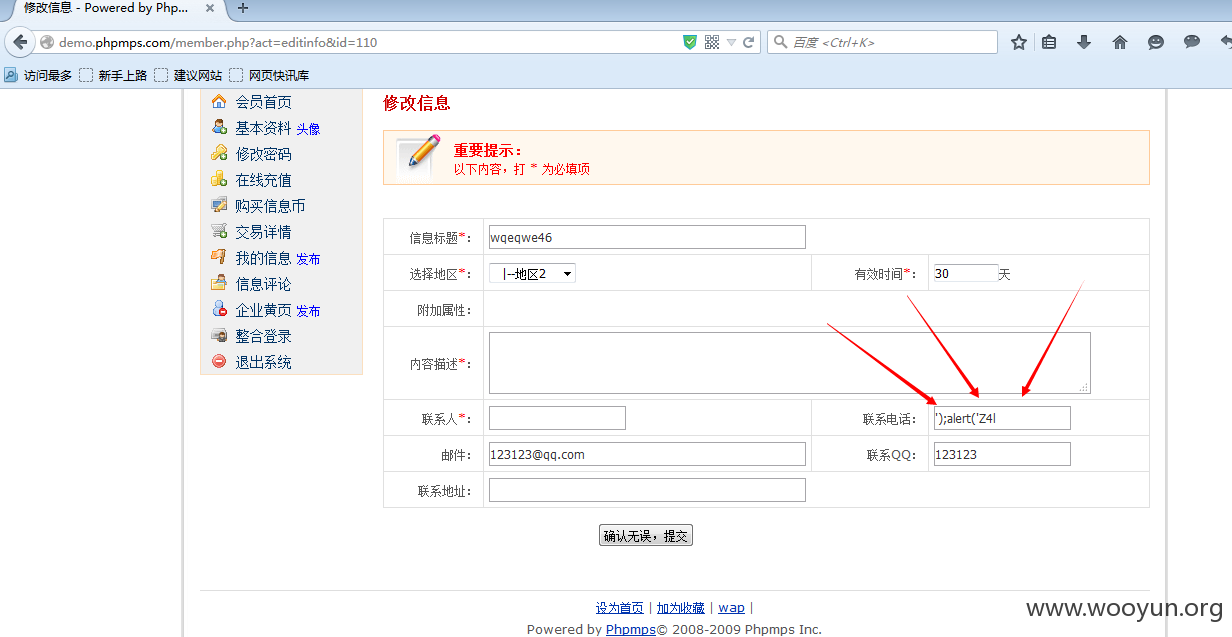 修改信息 - Powered by Php...
demo.phpmps.com/member.php?act=editinfo&id=110
百度 <Ctrl+K>
访问最多 新手上路 建议网站 网页快讯库
会员首页
基本资料 头像
修改密码
在线充值
购买信息币
交易详情
我的信息 发布
信息评论
企业黄页 发布
整合登录
退出系统
修改信息
重要提示：
以下内容，打 * 为必填项
信息标题*： wqeqwe46
选择地区*： |--地区2 有效时间*： 30 天
附加属性：
内容描述*：
联系人*： 联系电话： ');alert('Z4l
邮件： 123123@qq.com 联系QQ： 123123
联系地址：
确认无误，提交
设为首页 | 加为收藏 | wap |
Powered by Phpmps© 2008-2009 Phpmps Inc.
www.wooyun.org